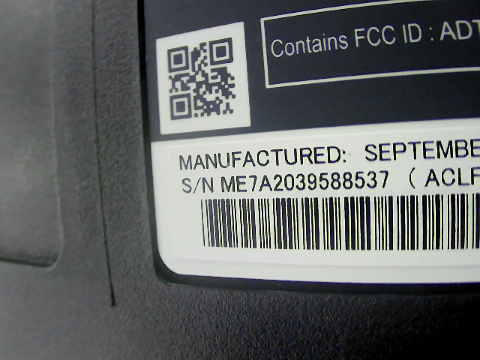 Contains FCC ID : ADT
MANUFACTURED: SEPTEMBE
S/N ME7A2039588537 ( ACLF